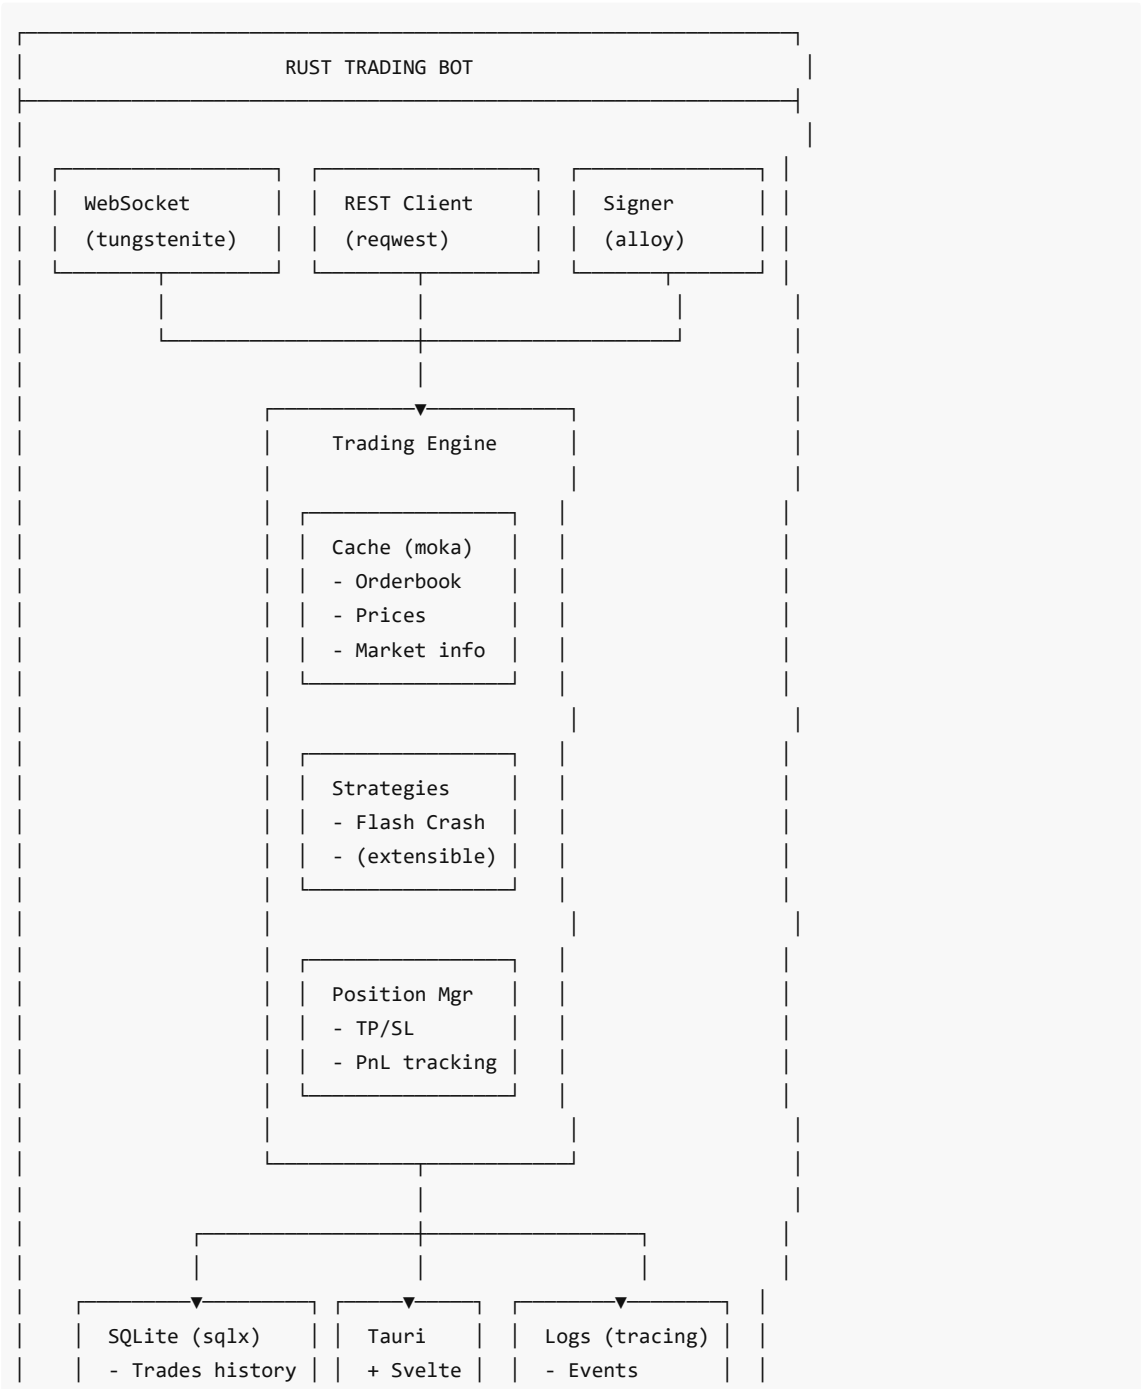 RUST TRADING BOT
WebSocket REST Client Signer
(tungstenite) (reqwest) (alloy)
Trading Engine
Cache (moka)
- Orderbook
- Prices
- Market info
Strategies
- Flash Crash
- (extensible)
Position Mgr
- TP/SL
- PnL tracking
SQLite (sqlx) Tauri Logs (tracing)
- Trades history + Svelte - Events